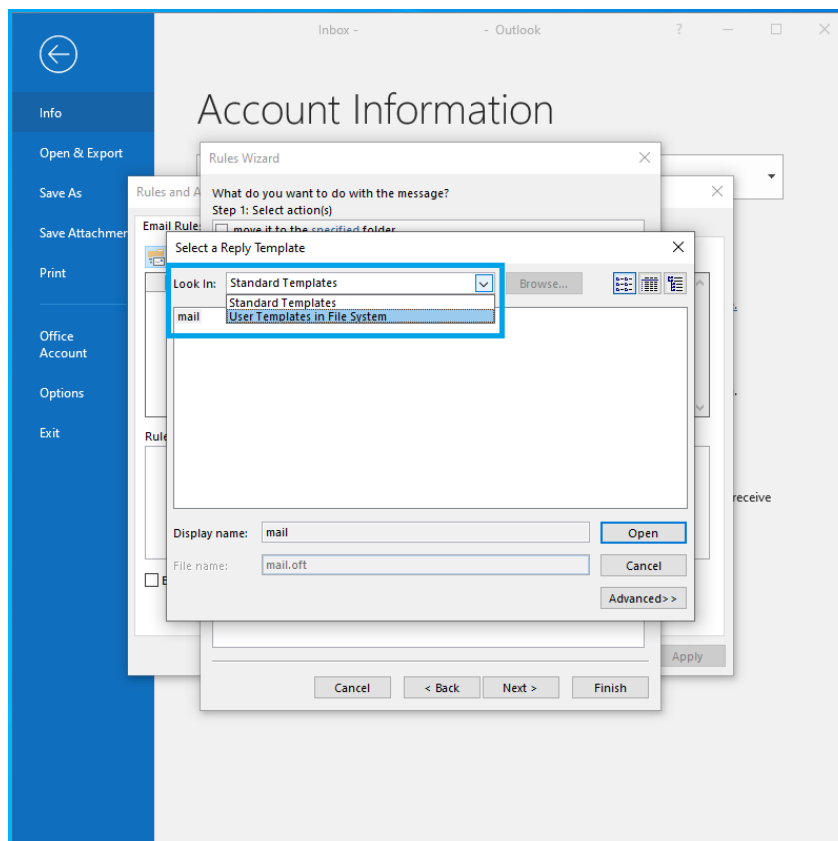 Inbox - - Outlook
?
Info
Open & Export
Save As
Save Attachmen
Print
Office
Account
Options
Exit
Account Information
Rules and A
Email Rule
Rule
Apply
receive
Rules Wizard
What do you want to do with the message?
Step 1: Select action(s)
move it to the specified folder
Select a Reply Template
Look In: Standard Templates
Browse...
Standard Templates
User Templates in File System
mail
Display name: mail
Open
File name: mail.oft
Cancel
Advanced>>
Cancel
< Back
Next >
Finish